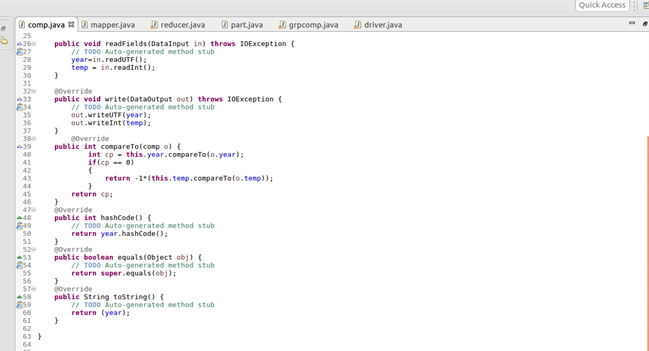 Quick Access
comp.java mapper.java reducer.java part.java grpcomp.java driver.java
25
26 public void readFields(DataInput in) throws IOException {
27 // TODO Auto-generated method stub
28 year=in.readUTF();
29 temp = in.readInt();
30 }
31
32 @Override
33 public void write(DataOutput out) throws IOException {
34 // TODO Auto-generated method stub
35 out.writeUTF(year);
36 out.writeInt(temp);
37 }
38 @Override
39 public int compareTo(comp o) {
40 int cp = this.year.compareTo(o.year);
41 if(cp == 0)
42 {
43 return -1*(this.temp.compareTo(o.temp));
44 }
45 return cp;
46 }
47 @Override
48 public int hashCode() {
49 // TODO Auto-generated method stub
50 return year.hashCode();
51 }
52 @Override
53 public boolean equals(Object obj) {
54 // TODO Auto-generated method stub
55 return super.equals(obj);
56 }
57 @Override
58 public String toString() {
59 // TODO Auto-generated method stub
60 return (year);
61 }
62
63 }
64